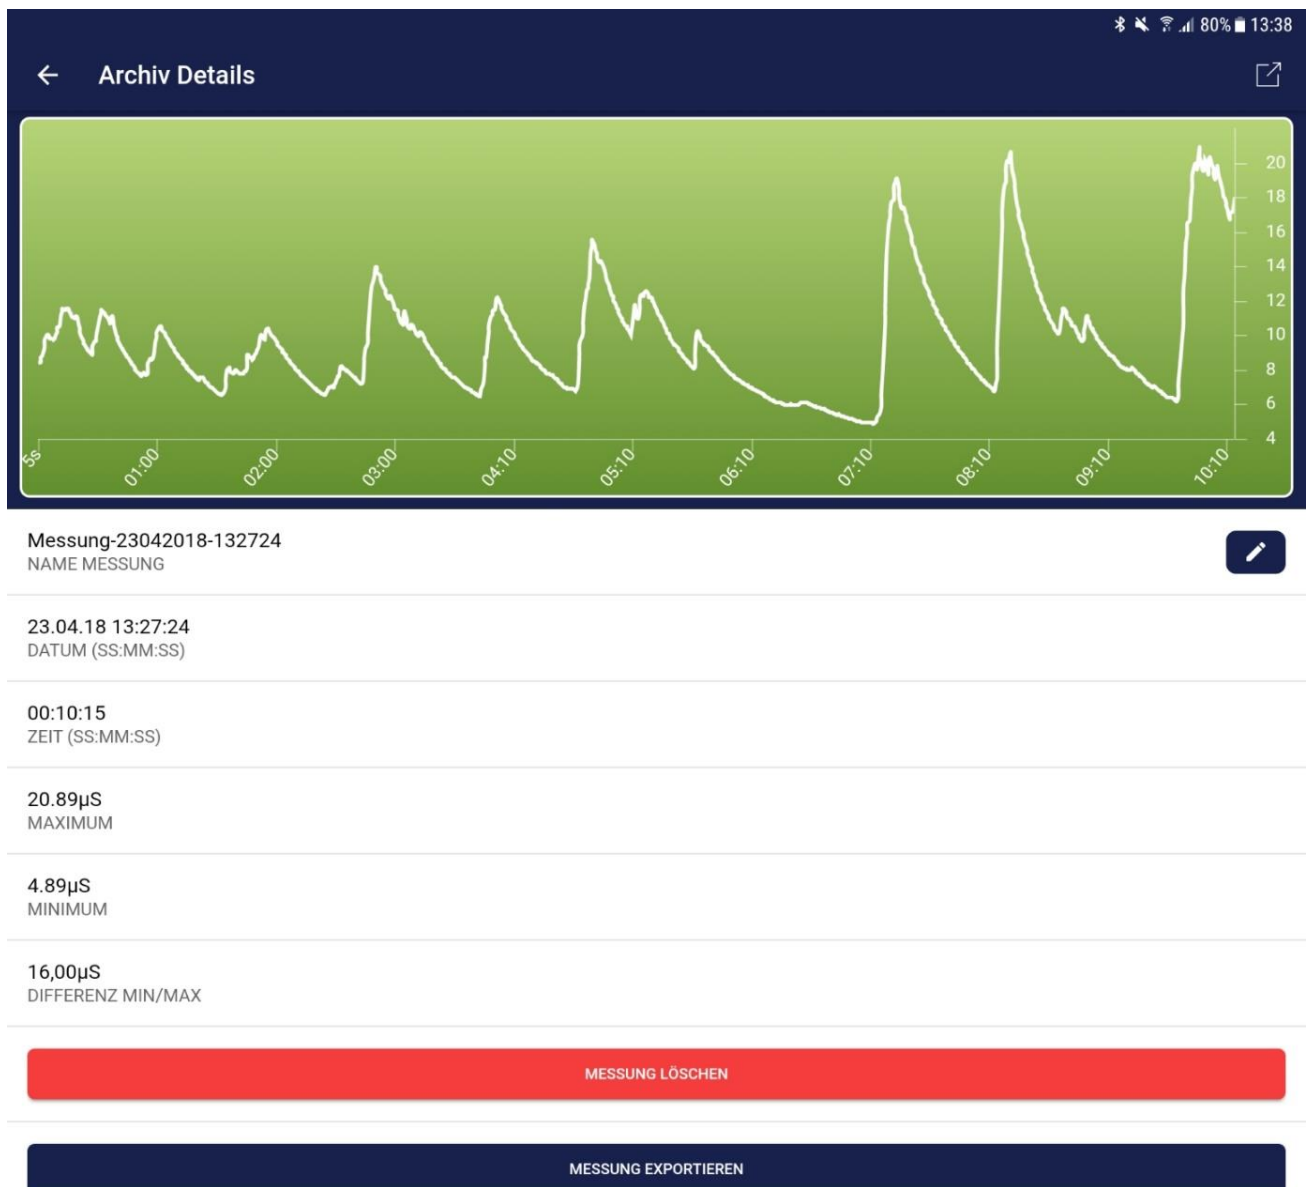 80% 13:38
Archiv Details
20
18
16
14
12
10
8
6
4
5s 01:00 02:00 03:00 04:10 05:10 06:10 07:10 08:10 09:10 10:10
Messung-23042018-132724
NAME MESSUNG
23.04.18 13:27:24
DATUM (SS:MM:SS)
00:10:15
ZEIT (SS:MM:SS)
20.89µS
MAXIMUM
4.89µS
MINIMUM
16,00µS
DIFFERENZ MIN/MAX
MESSUNG LÖSCHEN
MESSUNG EXPORTIEREN